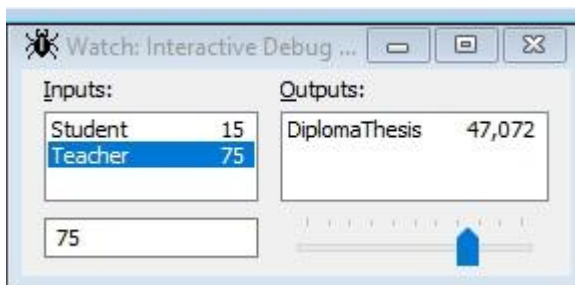 Watch: Interactive Debug ...
Inputs:
Outputs:
Student 15
Teacher 75
DiplomaThesis 47,072
75